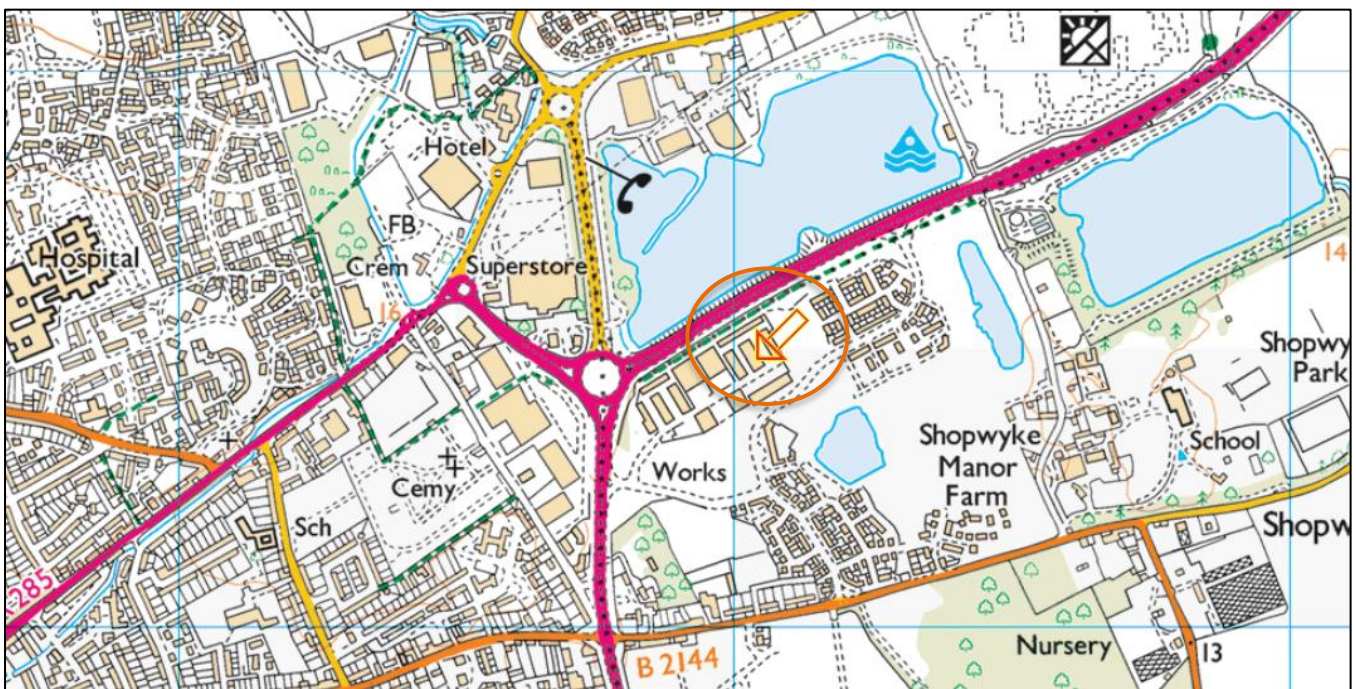 Hotel
FB
Hospital
Crem
Superstore
16
14
Shopwy
Park
Shopwyke
Manor
Farm
School
Works
Cemy
Sch
Shopw
285
Nursery
B 2144
13